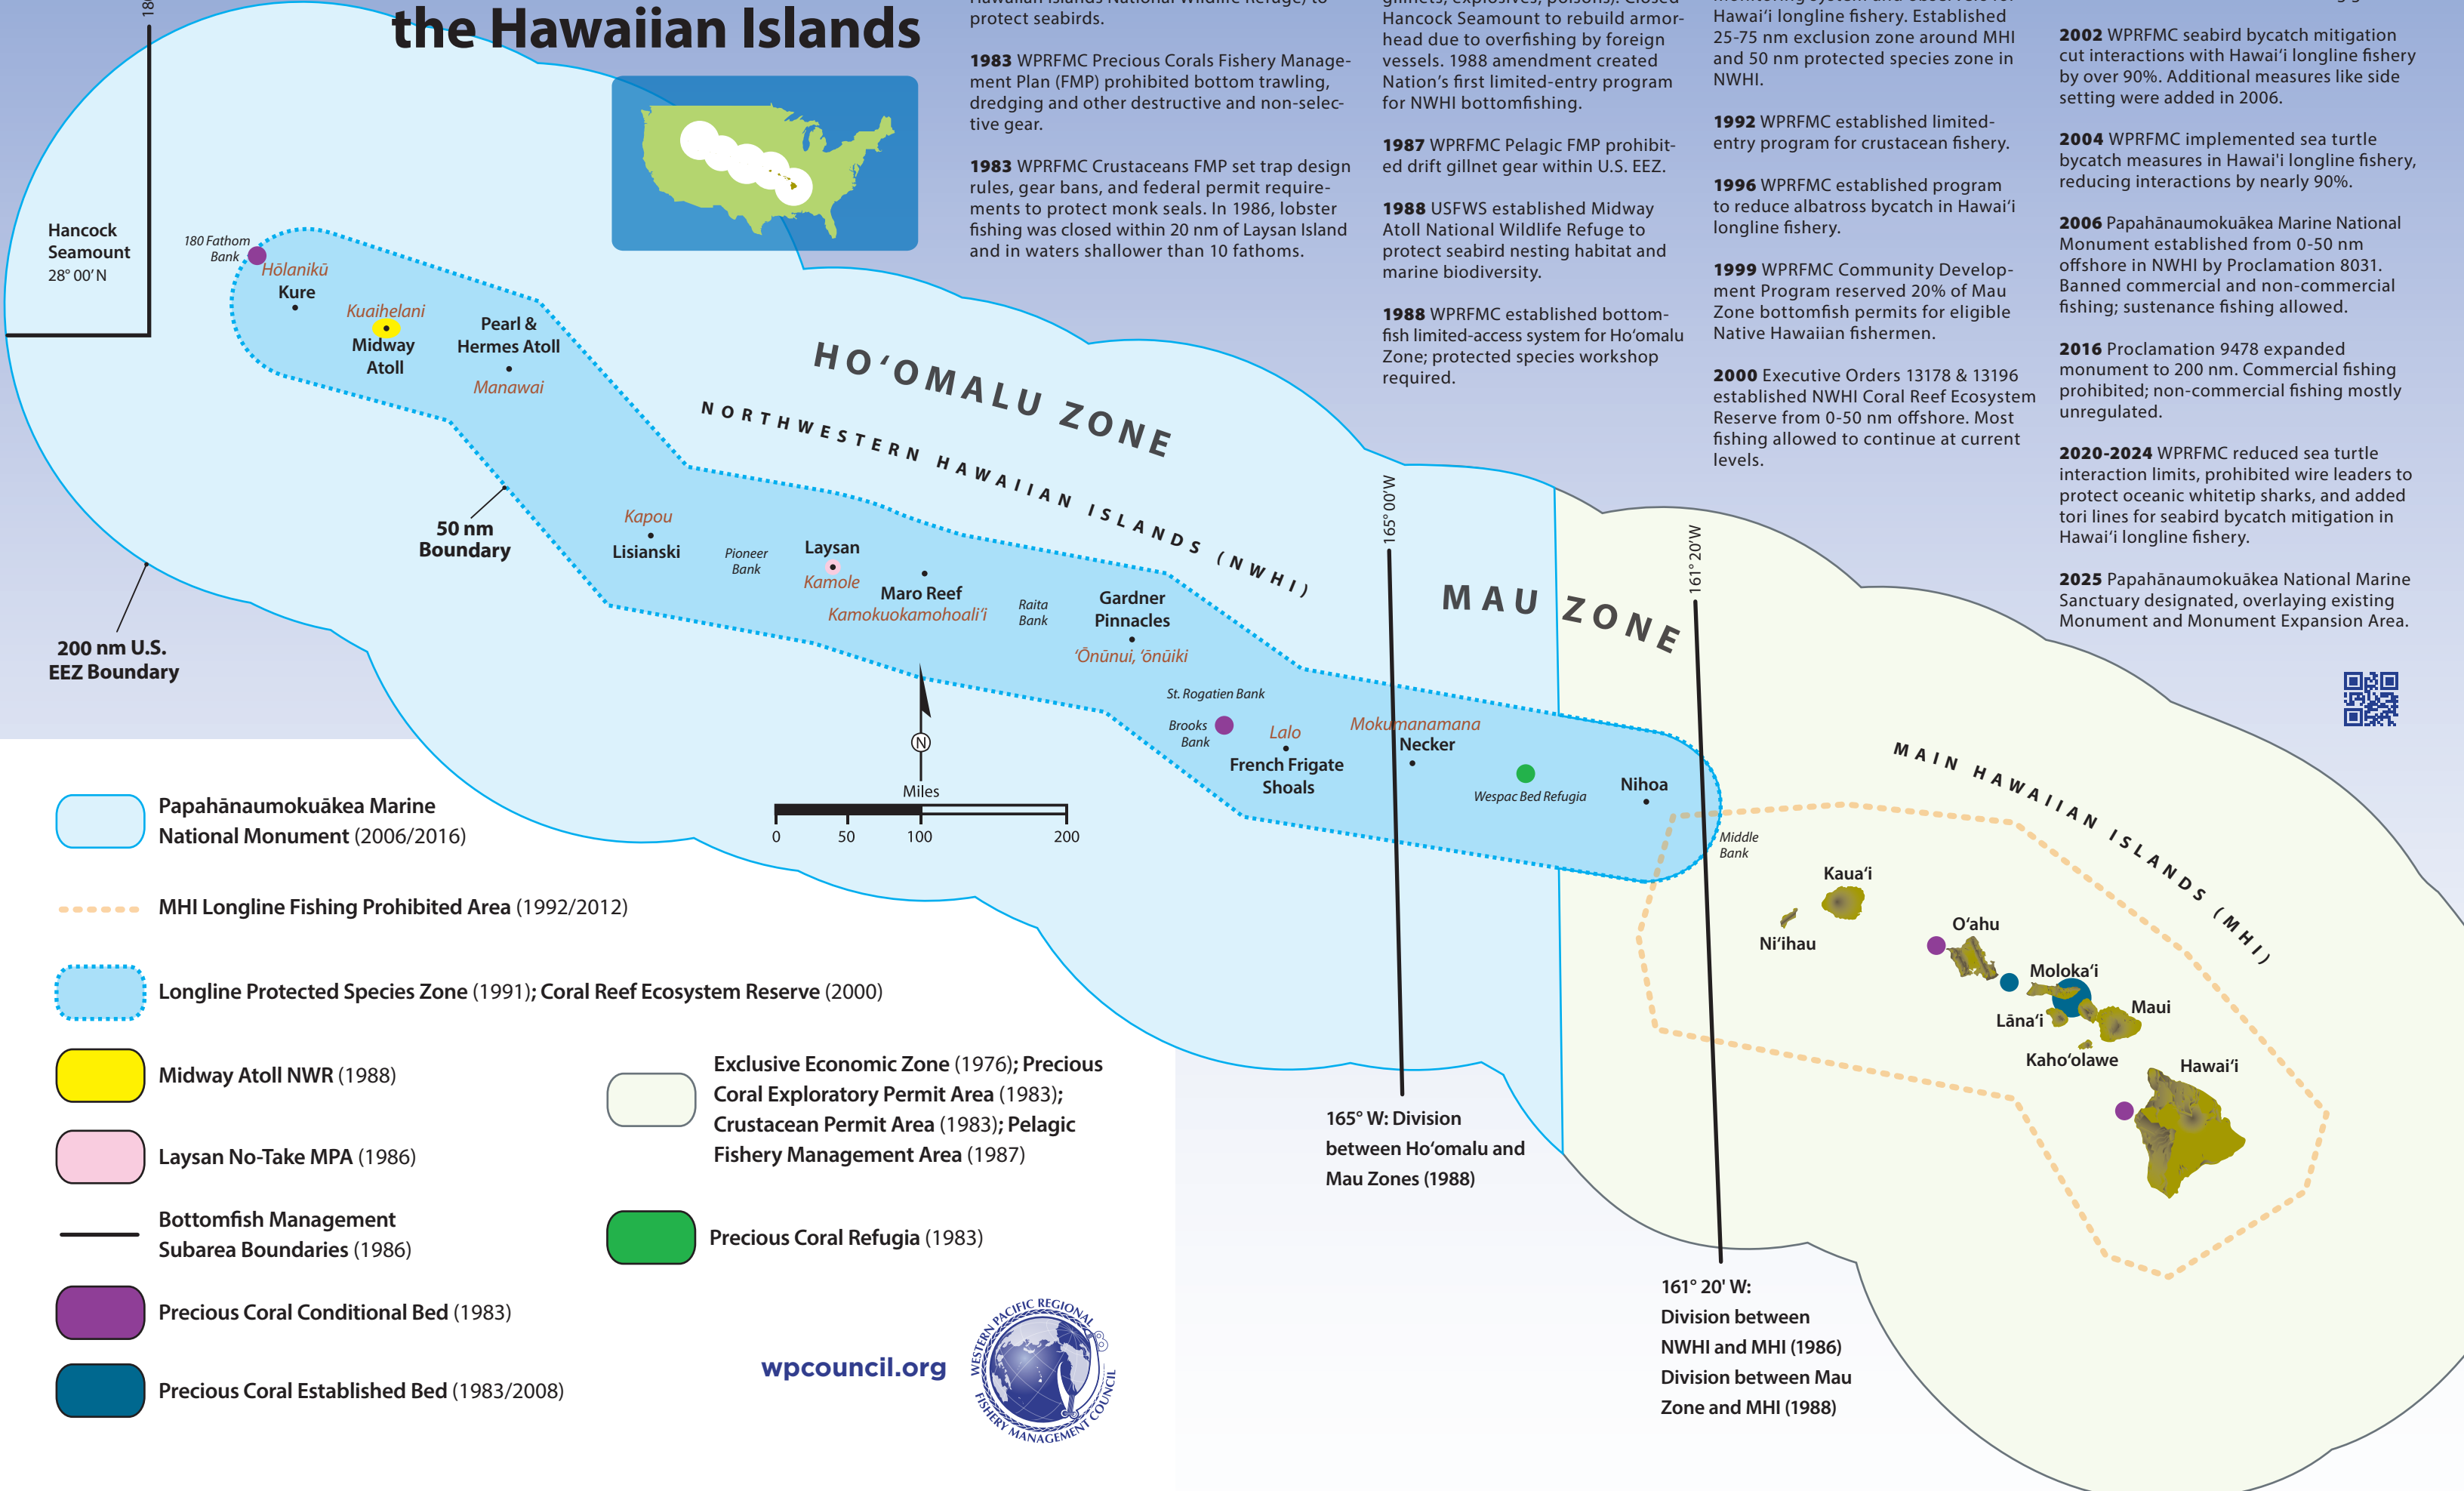 the Hawaiian Islands
protect seabirds.
1983 WPRFMC Precious Corals Fishery Manage-
ment Plan (FMP) prohibited bottom trawling,
dredging and other destructive and non-selec-
tive gear.
1983 WPRFMC Crustaceans FMP set trap design
rules, gear bans, and federal permit require-
ments to protect monk seals. In 1986, lobster
fishing was closed within 20 nm of Laysan Island
and in waters shallower than 10 fathoms.
Hancock Seamount to rebuild armor-
head due to overfishing by foreign
vessels. 1988 amendment created
Nation's first limited-entry program
for NWHI bottomfishing.
1987 WPRFMC Pelagic FMP prohibit-
ed drift gillnet gear within U.S. EEZ.
1988 USFWS established Midway
Atoll National Wildlife Refuge to
protect seabird nesting habitat and
marine biodiversity.
1988 WPRFMC established bottom-
fish limited-access system for Hoʻomalu
Zone; protected species workshop
required.
Hawaiʻi longline fishery. Established
25-75 nm exclusion zone around MHI
and 50 nm protected species zone in
NWHI.
1992 WPRFMC established limited-
entry program for crustacean fishery.
1996 WPRFMC established program
to reduce albatross bycatch in Hawaiʻi
longline fishery.
1999 WPRFMC Community Develop-
ment Program reserved 20% of Mau
Zone bottomfish permits for eligible
Native Hawaiian fishermen.
2000 Executive Orders 13178 & 13196
established NWHI Coral Reef Ecosystem
Reserve from 0-50 nm offshore. Most
fishing allowed to continue at current
levels.
2002 WPRFMC seabird bycatch mitigation
cut interactions with Hawaiʻi longline fishery
by over 90%. Additional measures like side
setting were added in 2006.
2004 WPRFMC implemented sea turtle
bycatch measures in Hawai'i longline fishery,
reducing interactions by nearly 90%.
2006 Papahānaumokuākea Marine National
Monument established from 0-50 nm
offshore in NWHI by Proclamation 8031.
Banned commercial and non-commercial
fishing; sustenance fishing allowed.
2016 Proclamation 9478 expanded
monument to 200 nm. Commercial fishing
prohibited; non-commercial fishing mostly
unregulated.
2020-2024 WPRFMC reduced sea turtle
interaction limits, prohibited wire leaders to
protect oceanic whitetip sharks, and added
tori lines for seabird bycatch mitigation in
Hawaiʻi longline fishery.
2025 Papahānaumokuākea National Marine
Sanctuary designated, overlaying existing
Monument and Monument Expansion Area.
Hancock
Seamount
28° 00' N
180 Fathom
Bank
Hōlanikū
Kure
Kuaihelani
Midway
Atoll
Pearl &
Hermes Atoll
Manawai
HOʻOMALU ZONE
NORTHWESTERN HAWAIIAN ISLANDS (NWHI)
50 nm
Boundary
200 nm U.S.
EEZ Boundary
Kapou
Lisianski
Pioneer
Bank
Laysan
Kamole
Maro Reef
Kamokuokamohoaliʻi
Raita
Bank
Gardner
Pinnacles
ʻŌnūnui, ʻōnūiki
165° 00'W
MAU ZONE
161° 20'W
St. Rogatien Bank
Brooks
Bank
Lalo
French Frigate
Shoals
Mokumanamana
Necker
Wespac Bed Refugia
Nihoa
Middle
Bank
MAIN HAWAIIAN ISLANDS (MHI)
Kauaʻi
Niʻihau
Oʻahu
Molokaʻi
Lānaʻi
Maui
Kahoʻolawe
Hawaiʻi
N
Miles
0 50 100 200
165° W: Division
between Hoʻomalu and
Mau Zones (1988)
161° 20' W:
Division between
NWHI and MHI (1986)
Division between Mau
Zone and MHI (1988)
Papahānaumokuākea Marine
National Monument (2006/2016)
MHI Longline Fishing Prohibited Area (1992/2012)
Longline Protected Species Zone (1991); Coral Reef Ecosystem Reserve (2000)
Midway Atoll NWR (1988)
Laysan No-Take MPA (1986)
Bottomfish Management
Subarea Boundaries (1986)
Precious Coral Conditional Bed (1983)
Precious Coral Established Bed (1983/2008)
Exclusive Economic Zone (1976); Precious
Coral Exploratory Permit Area (1983);
Crustacean Permit Area (1983); Pelagic
Fishery Management Area (1987)
Precious Coral Refugia (1983)
wpcouncil.org
WESTERN PACIFIC REGIONAL
FISHERY MANAGEMENT COUNCIL